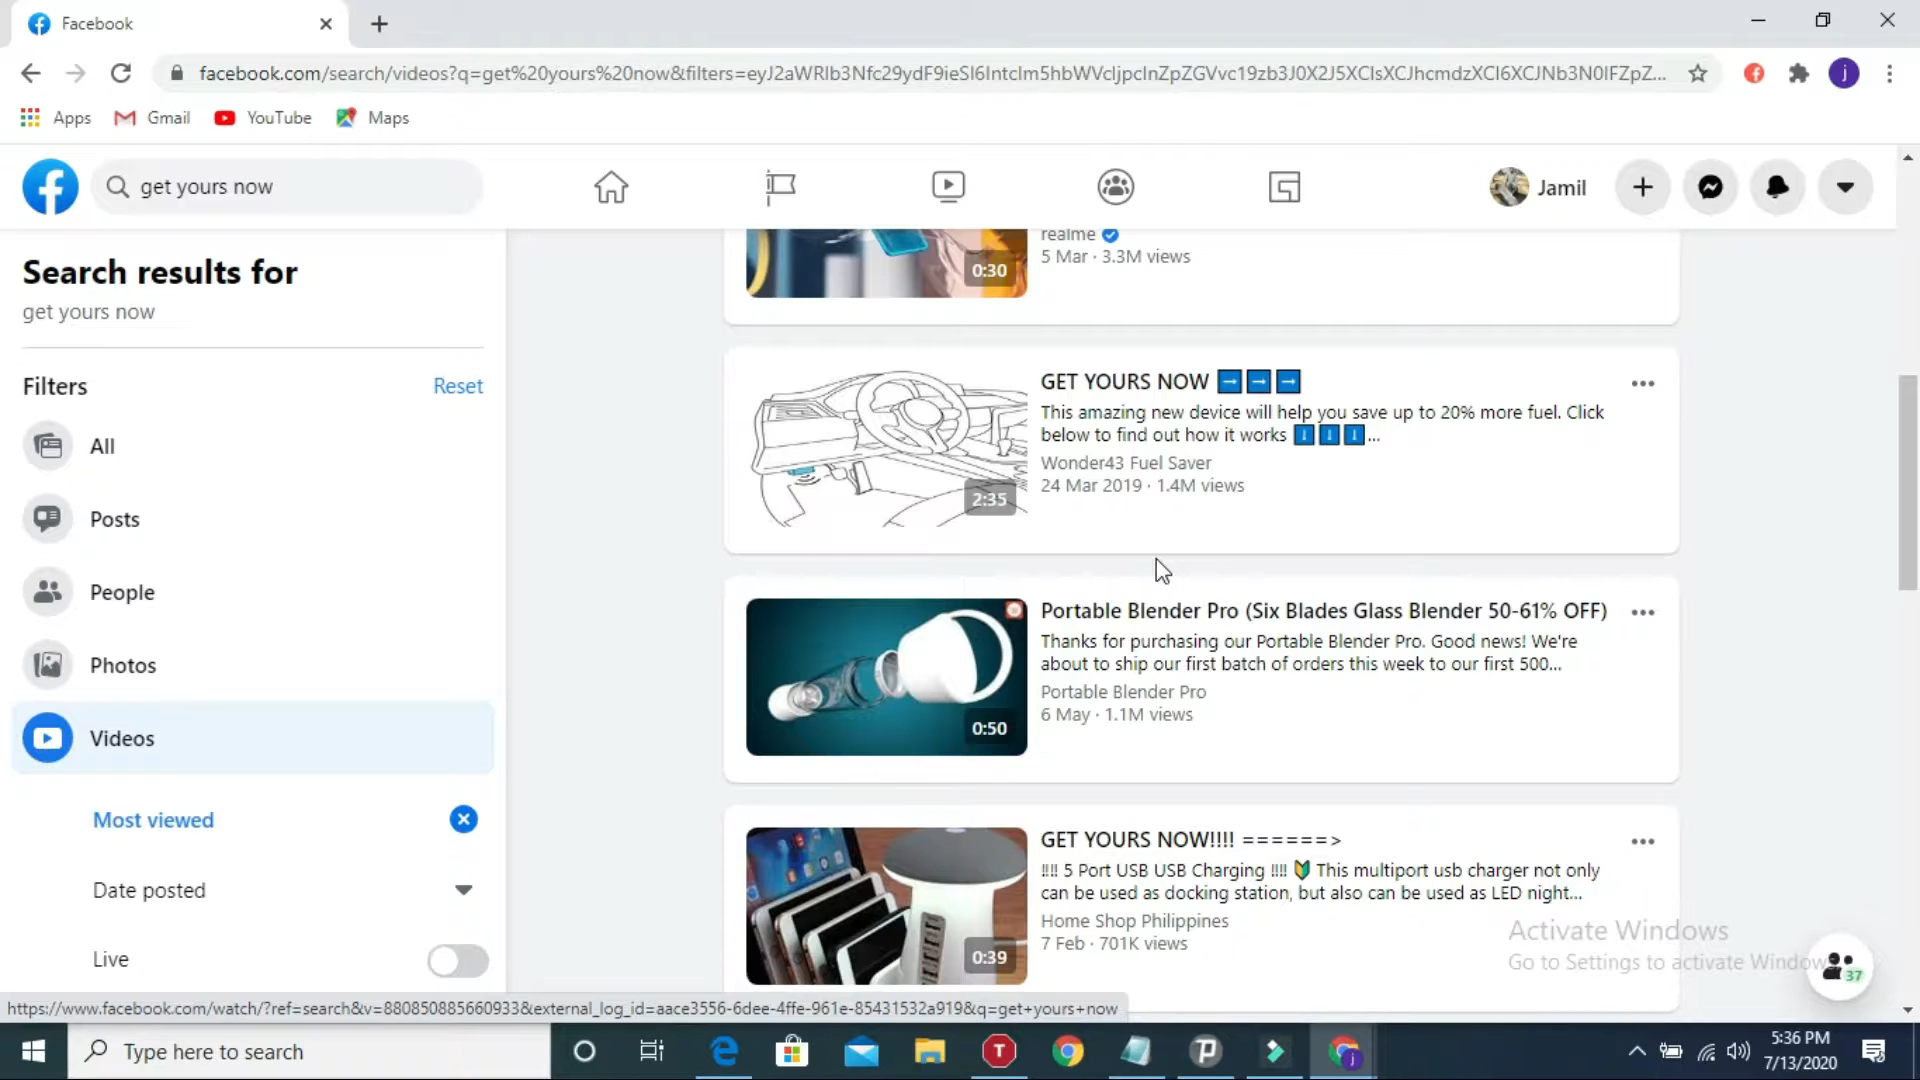 Facebook
facebook.com/search/videos?q=get%20yours%20now&filters=eyJ2aWRlb3Nfc29ydF9ieSI6IntcIm5hbWVcIjpcInZpZGVvc19zb3J0X2J5XCIsXCJhcmdzXCI6XCJNb3N0IFZpZ...
j
Apps
Gmail
YouTube
Maps
get yours now
Jamil
Search results for
get yours now
Filters
Reset
All
Posts
People
Photos
Videos
Most viewed
Date posted
Live
0:30
realme
5 Mar · 3.3M views
GET YOURS NOW ➡➡➡
This amazing new device will help you save up to 20% more fuel. Click
below to find out how it works ⬇⬇⬇...
Wonder43 Fuel Saver
24 Mar 2019 · 1.4M views
2:35
Portable Blender Pro (Six Blades Glass Blender 50-61% OFF)
Thanks for purchasing our Portable Blender Pro. Good news! We're
about to ship our first batch of orders this week to our first 500...
Portable Blender Pro
6 May · 1.1M views
0:50
GET YOURS NOW!!!! ======>
!!!! 5 Port USB USB Charging !!!! 🔰 This multiport usb charger not only
can be used as docking station, but also can be used as LED night...
Home Shop Philippines
7 Feb · 701K views
0:39
Activate Windows
Go to Settings to activate Window
37
https://www.facebook.com/watch/?ref=search&v=880850885660933&external_log_id=aace3556-6dee-4ffe-961e-85431532a919&q=get+yours+now
Type here to search
T
j
5:36 PM
7/13/2020